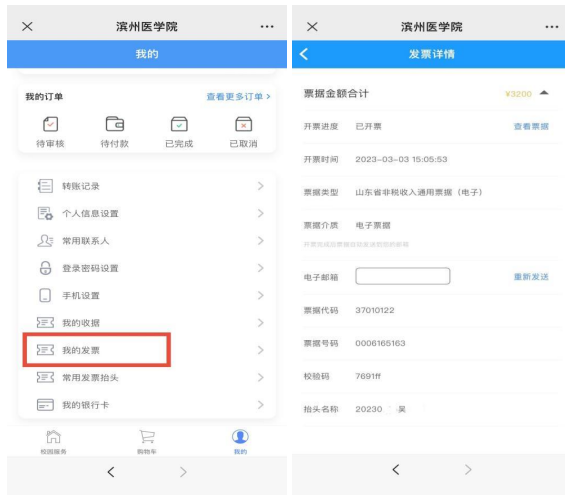 滨州医学院
我的
我的订单
查看更多订单 >
待审核
待付款
已完成
已取消
转账记录
个人信息设置
常用联系人
登录密码设置
手机设置
我的收据
我的发票
常用发票抬头
我的银行卡
校园服务
购物车
我的
滨州医学院
发票详情
票据金额合计 ¥3200
开票进度 已开票 查看票据
开票时间 2023-03-03 15:05:53
票据类型 山东省非税收入通用票据(电子)
票据介质 电子票据
电子邮箱 重新发送
票据代码 37010122
票据号码 0006165163
校验码 7691ff
抬头名称 20230 吴